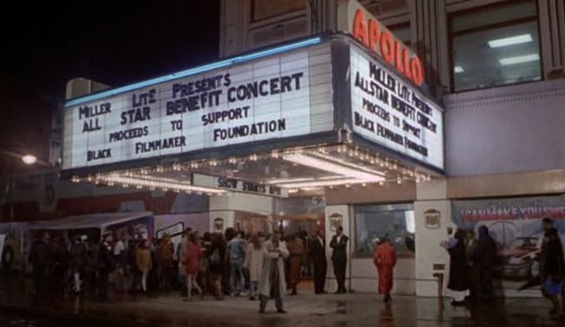 APOLLO
MILLER LITE PRESENTS
ALL STAR BENEFIT CONCERT
PROCEEDS TO SUPPORT
BLACK FILMMAKER FOUNDATION
MILLER LITE PRESENTS
ALLSTAR BENEFIT CONCERT
PROCEEDS TO SUPPORT
BLACK FILMMAKER FOUNDATION
SHOW STARTS